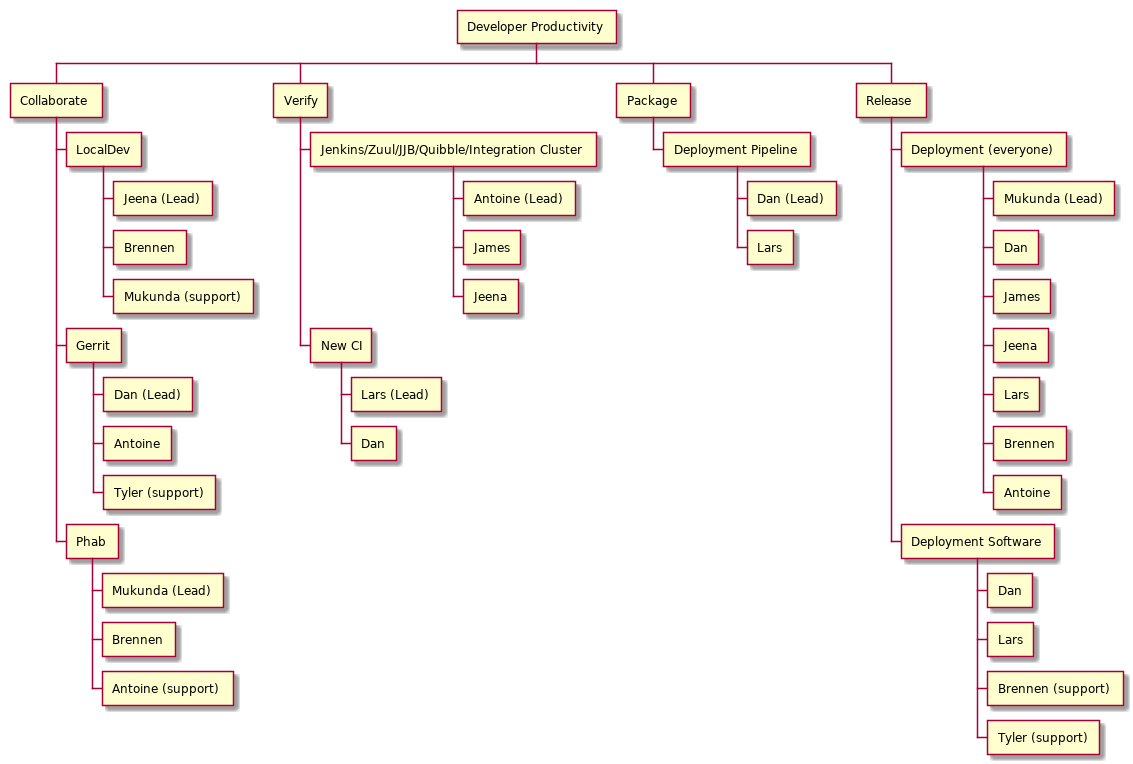 Developer Productivity
Collaborate
LocalDev
Jeena (Lead)
Brennen
Mukunda (support)
Gerrit
Dan (Lead)
Antoine
Tyler (support)
Phab
Mukunda (Lead)
Brennen
Antoine (support)
Verify
Jenkins/Zuul/JJB/Quibble/Integration Cluster
Antoine (Lead)
James
Jeena
New CI
Lars (Lead)
Dan
Package
Deployment Pipeline
Dan (Lead)
Lars
Release
Deployment (everyone)
Mukunda (Lead)
Dan
James
Jeena
Lars
Brennen
Antoine
Deployment Software
Dan
Lars
Brennen (support)
Tyler (support)